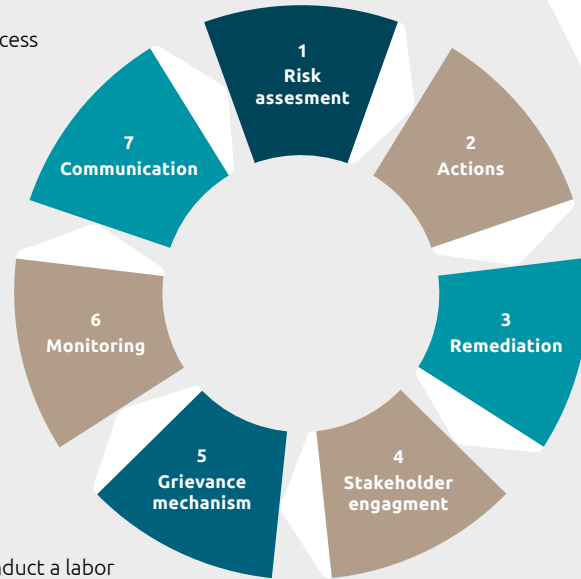 cess
1
Risk
assesment
2
Actions
3
Remediation
4
Stakeholder
engagment
5
Grievance
mechanism
6
Monitoring
7
Communication
duct a labor